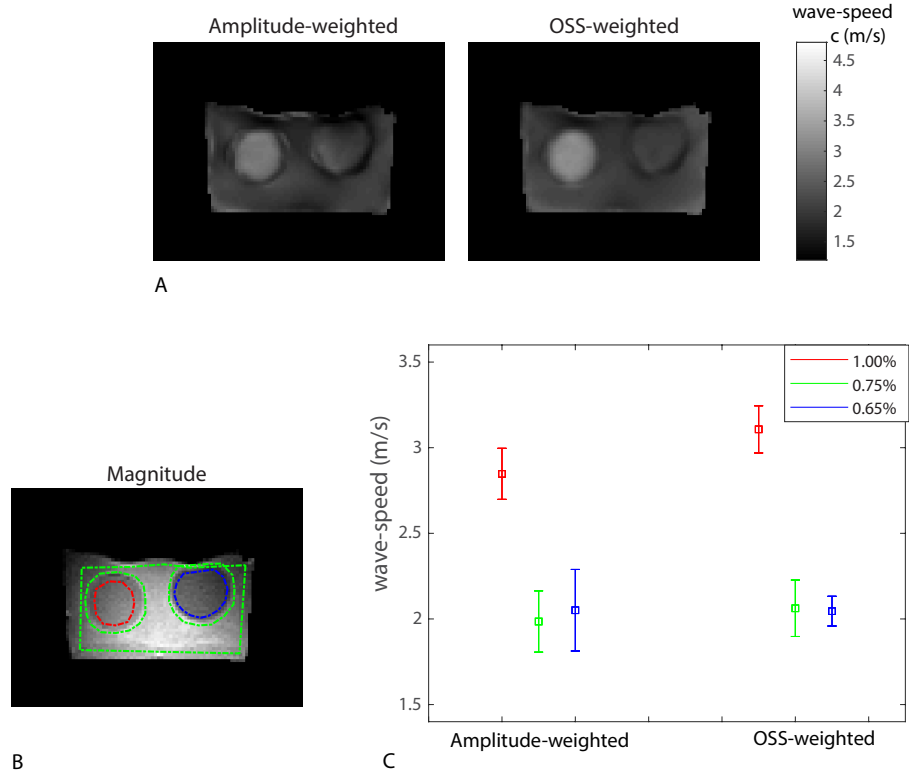 Amplitude-weighted
OSS-weighted
wave-speed
c (m/s)
4.5
4
3.5
3
2.5
2
1.5
A
Magnitude
B
3.5
3
2.5
2
1.5
wave-speed (m/s)
1.00%
0.75%
0.65%
Amplitude-weighted
OSS-weighted
C